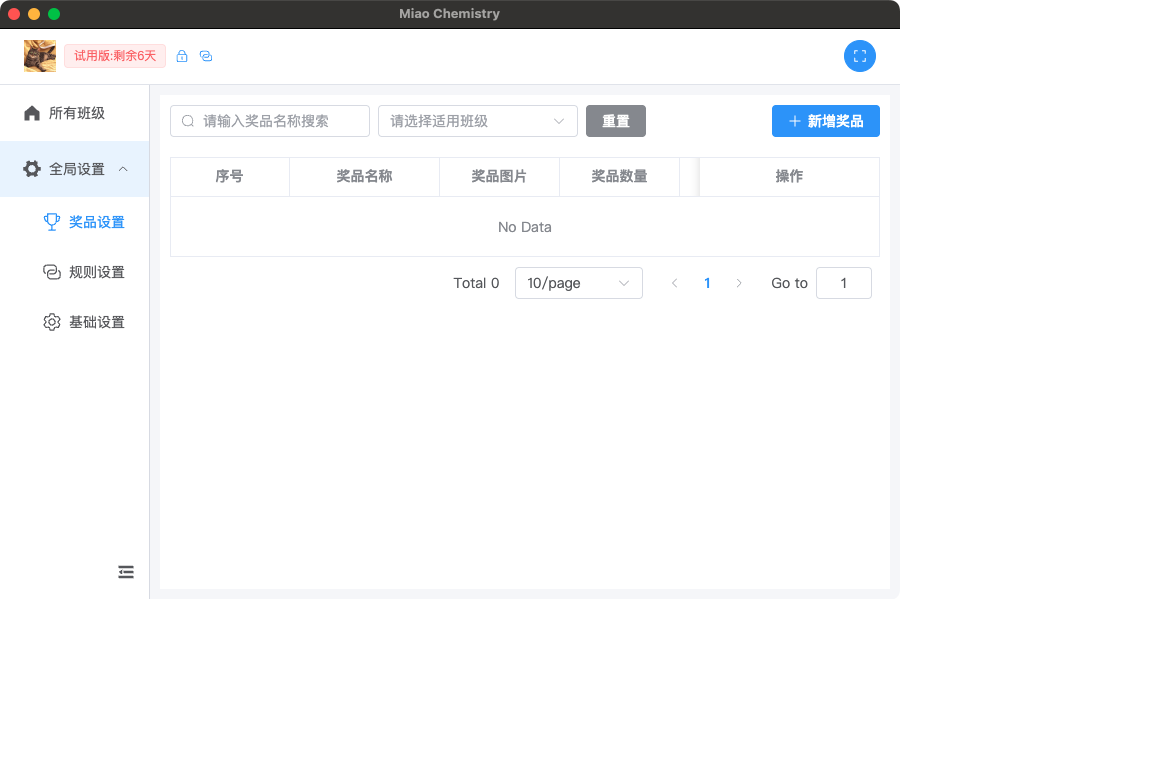 Miao Chemistry
试用版:剩余6天
所有班级
全局设置
奖品设置
规则设置
基础设置
请输入奖品名称搜索 请选择适用班级 重置 新增奖品
序号 奖品名称 奖品图片 奖品数量 操作
No Data
Total 0 10/page 1 Go to 1